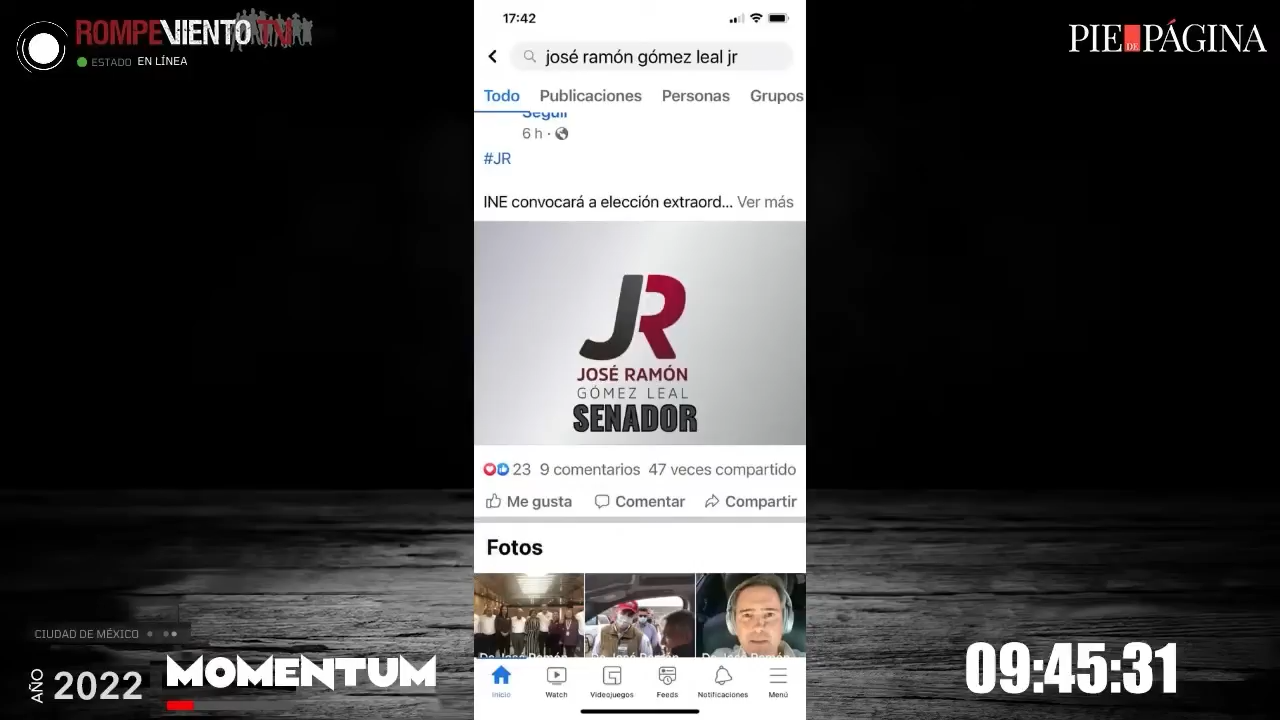 ROMPEVIENTO TV
ESTADO EN LÍNEA
PIE DE PÁGINA
17:42
josé ramón gómez leal jr
Todo Publicaciones Personas Grupos
Seguir
6 h ·
#JR
INE convocará a elección extraord... Ver más
JR
JOSÉ RAMÓN
GÓMEZ LEAL
SENADOR
23 9 comentarios 47 veces compartido
Me gusta Comentar Compartir
Fotos
Inicio Watch Videojuegos Feeds Notificaciones Menú
CIUDAD DE MÉXICO
AÑO 2022 MOMENTUM
09:45:31